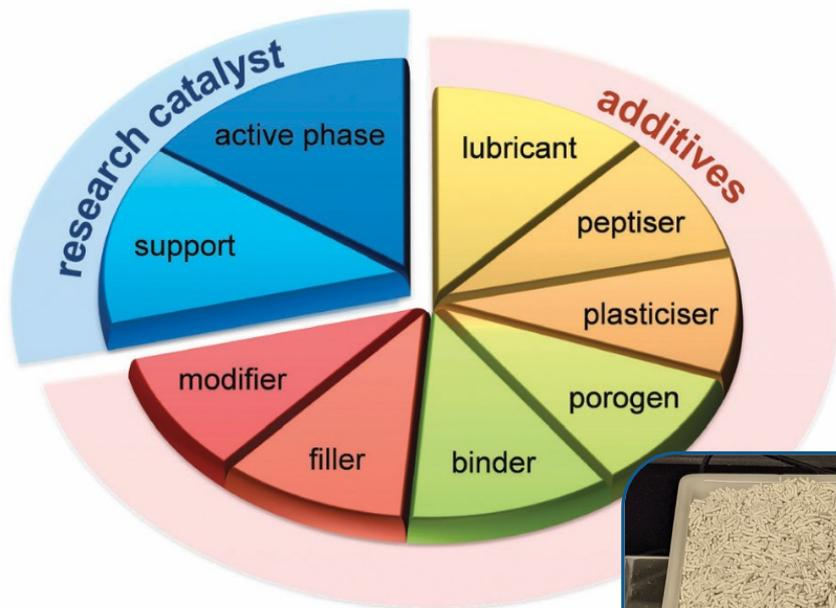 research catalyst
additives
active phase
support
lubricant
peptiser
plasticiser
porogen
binder
filler
modifier